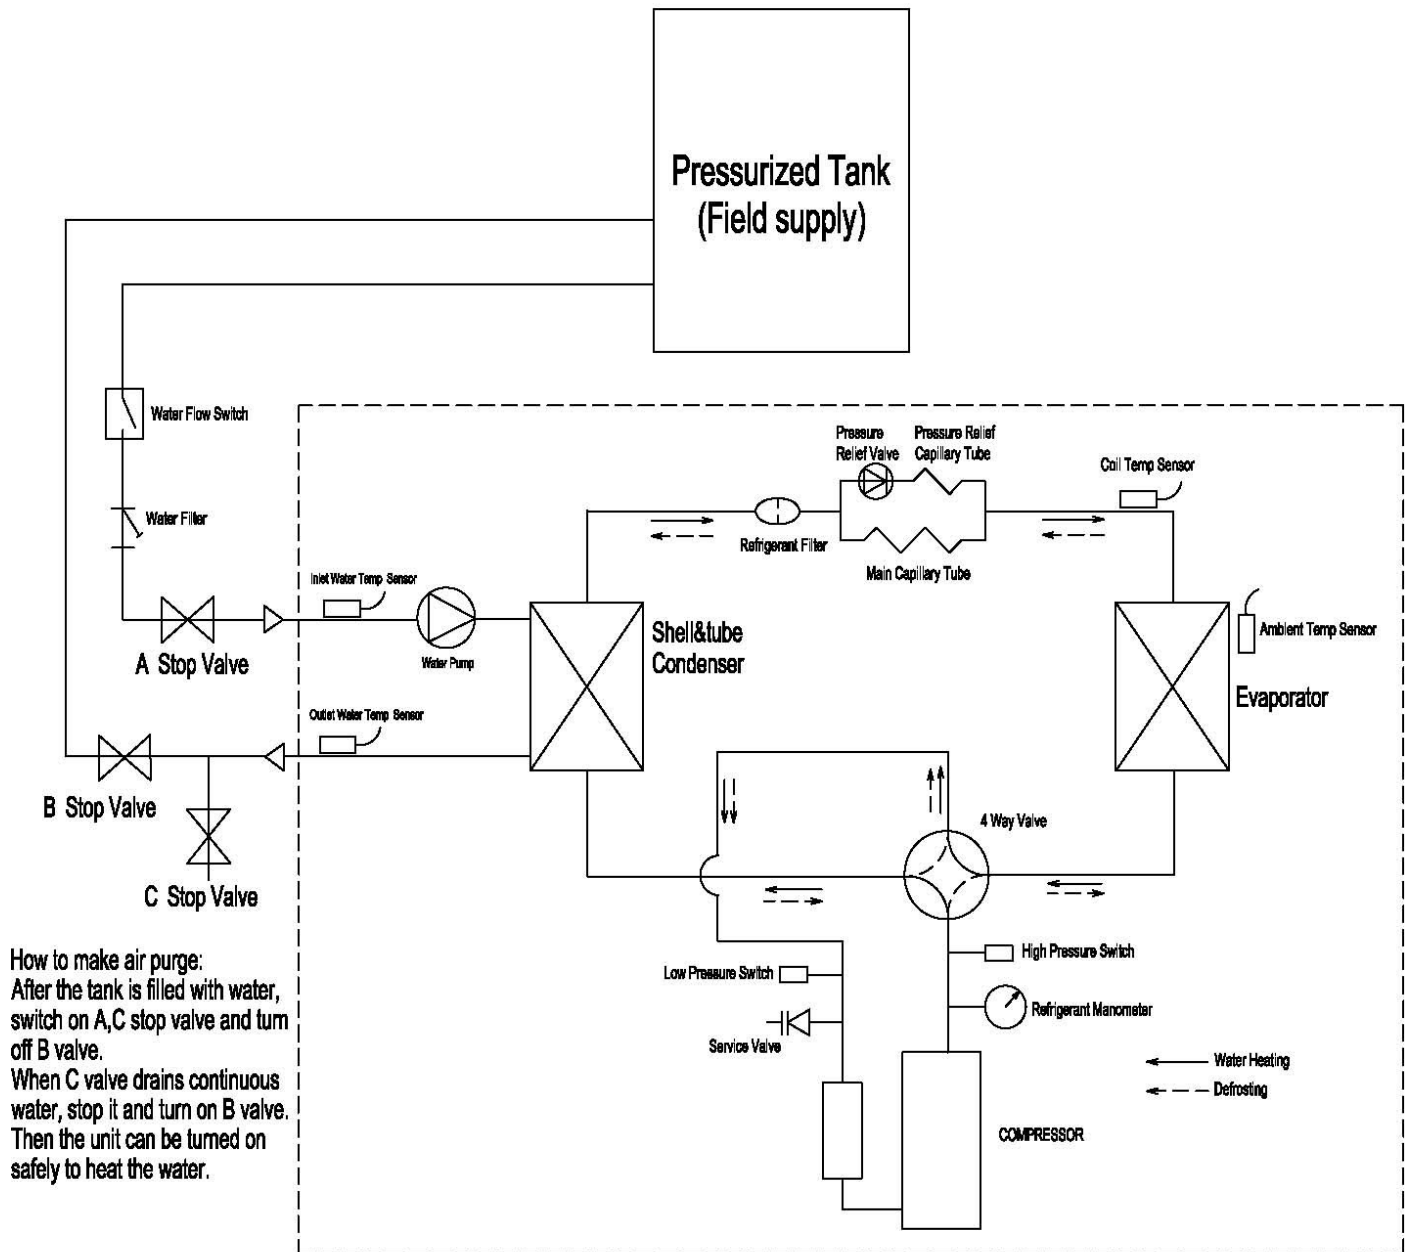 Pressurized Tank
(Field supply)
Water Flow Switch
Water Filter
Inlet Water Temp Sensor
A Stop Valve
Water Pump
Shell&tube
Condenser
Outlet Water Temp Sensor
B Stop Valve
C Stop Valve
Pressure
Relief Valve
Pressure Relief
Capillary Tube
Refrigerant Filter
Main Capillary Tube
Coil Temp Sensor
Ambient Temp Sensor
Evaporator
4 Way Valve
Low Pressure Switch
High Pressure Switch
Service Valve
Refrigerant Manometer
Water Heating
Defrosting
COMPRESSOR
How to make air purge:
After the tank is filled with water,
switch on A,C stop valve and turn
off B valve.
When C valve drains continuous
water, stop it and turn on B valve.
Then the unit can be turned on
safely to heat the water.